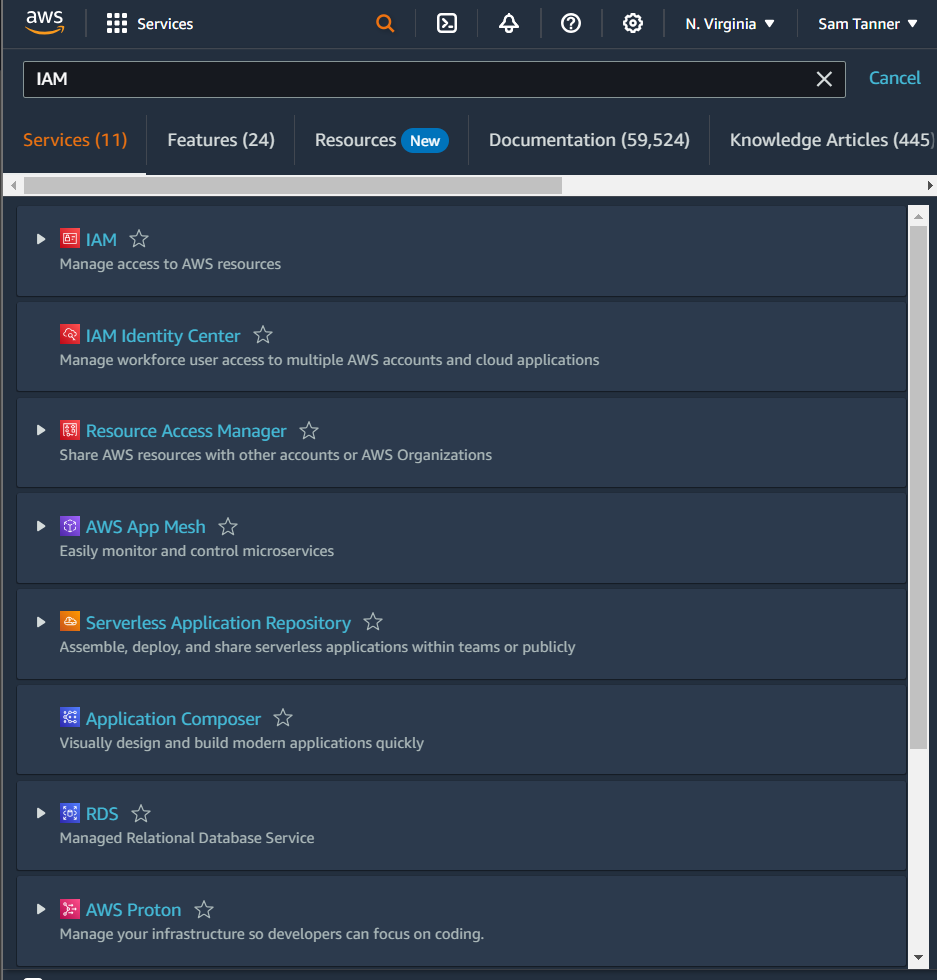 aws
Services
N. Virginia
Sam Tanner
IAM
Cancel
Services (11)
Features (24)
Resources New
Documentation (59,524)
Knowledge Articles (445)
IAM
Manage access to AWS resources
IAM Identity Center
Manage workforce user access to multiple AWS accounts and cloud applications
Resource Access Manager
Share AWS resources with other accounts or AWS Organizations
AWS App Mesh
Easily monitor and control microservices
Serverless Application Repository
Assemble, deploy, and share serverless applications within teams or publicly
Application Composer
Visually design and build modern applications quickly
RDS
Managed Relational Database Service
AWS Proton
Manage your infrastructure so developers can focus on coding.